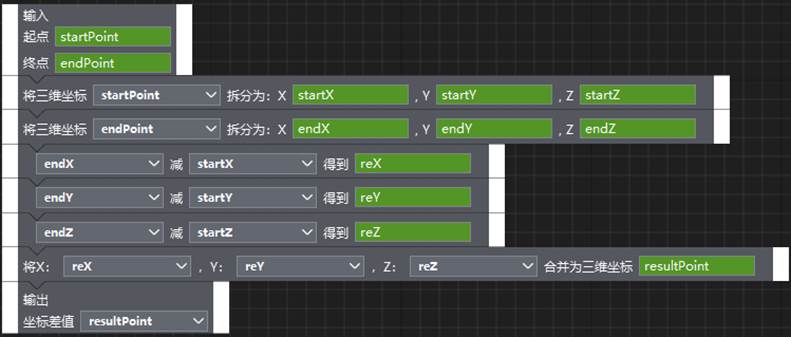 输入
起点 startPoint
终点 endPoint
将三维坐标 startPoint 拆分为: X startX , Y startY , Z startZ
将三维坐标 endPoint 拆分为: X endX , Y endY , Z endZ
endX 减 startX 得到 reX
endY 减 startY 得到 reY
endZ 减 startZ 得到 reZ
将X: reX , Y: reY , Z: reZ 合并为三维坐标 resultPoint
输出
坐标差值 resultPoint